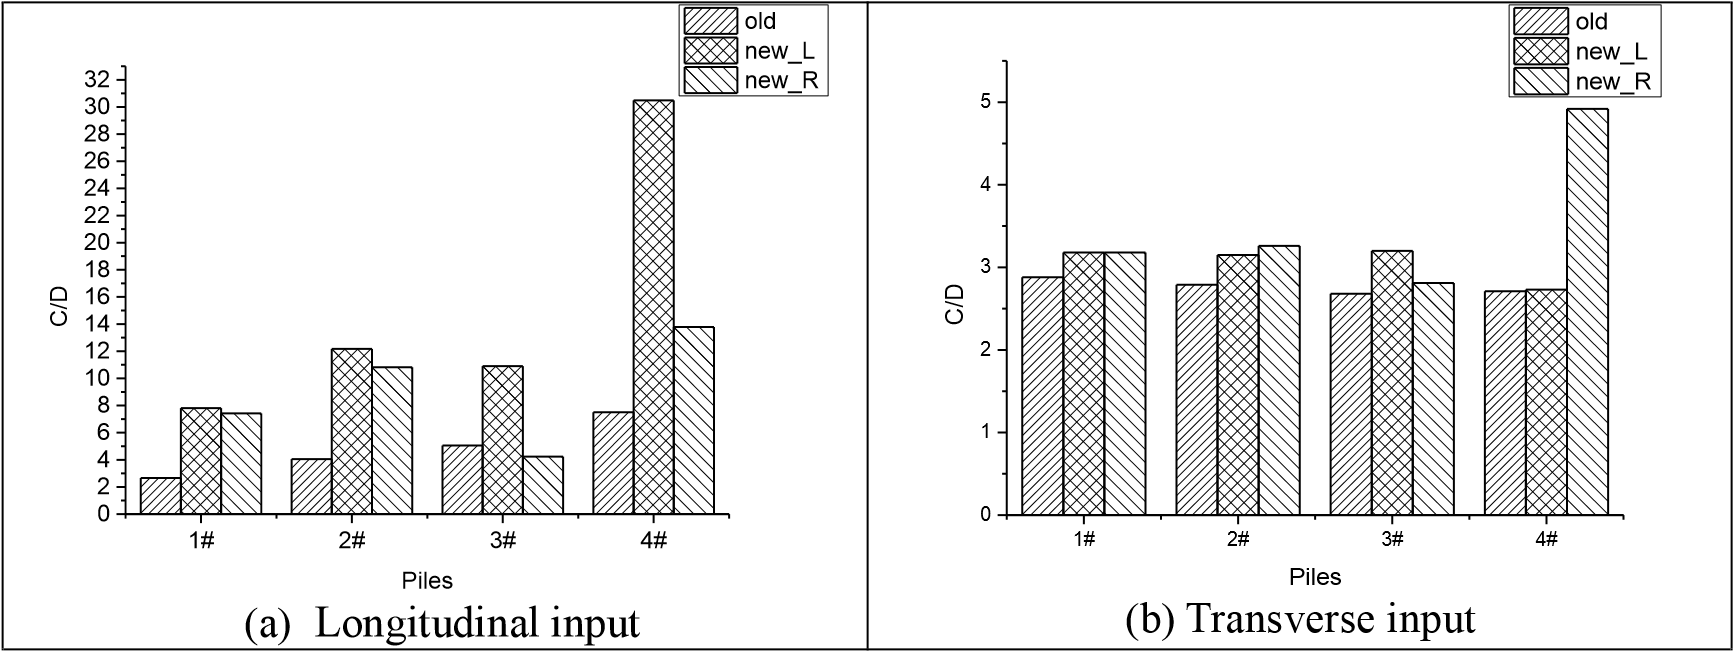 old
new_L
new_R
32
30
28
26
24
22
20
18
16
14
12
10
8
6
4
2
0
C/D
1# 2# 3# 4#
Piles
(a) Longitudinal input
old
new_L
new_R
5
4
3
2
1
0
C/D
1# 2# 3# 4#
Piles
(b) Transverse input